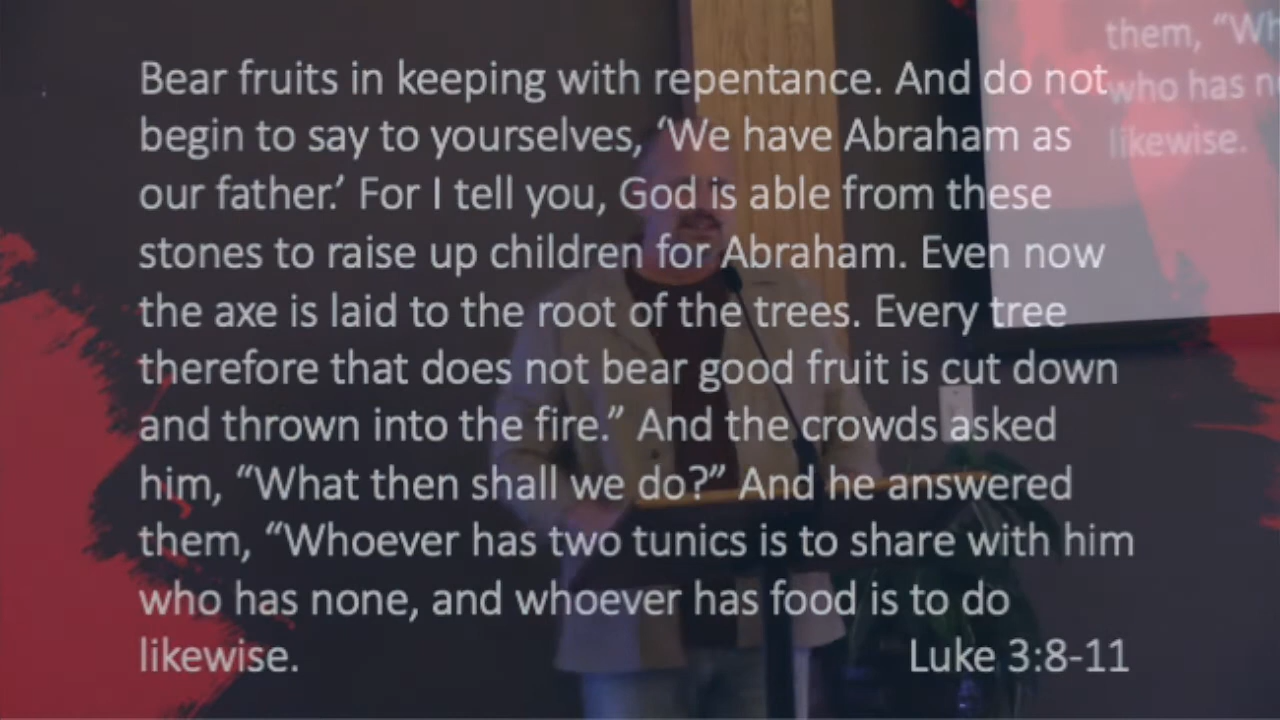 Bear fruits in keeping with repentance. And do not
begin to say to yourselves, ‘We have Abraham as
our father.’ For I tell you, God is able from these
stones to raise up children for Abraham. Even now
the axe is laid to the root of the trees. Every tree
therefore that does not bear good fruit is cut down
and thrown into the fire.” And the crowds asked
him, “What then shall we do?” And he answered
them, “Whoever has two tunics is to share with him
who has none, and whoever has food is to do
likewise. Luke 3:8-11
them, “Wh
who has n
likewise.